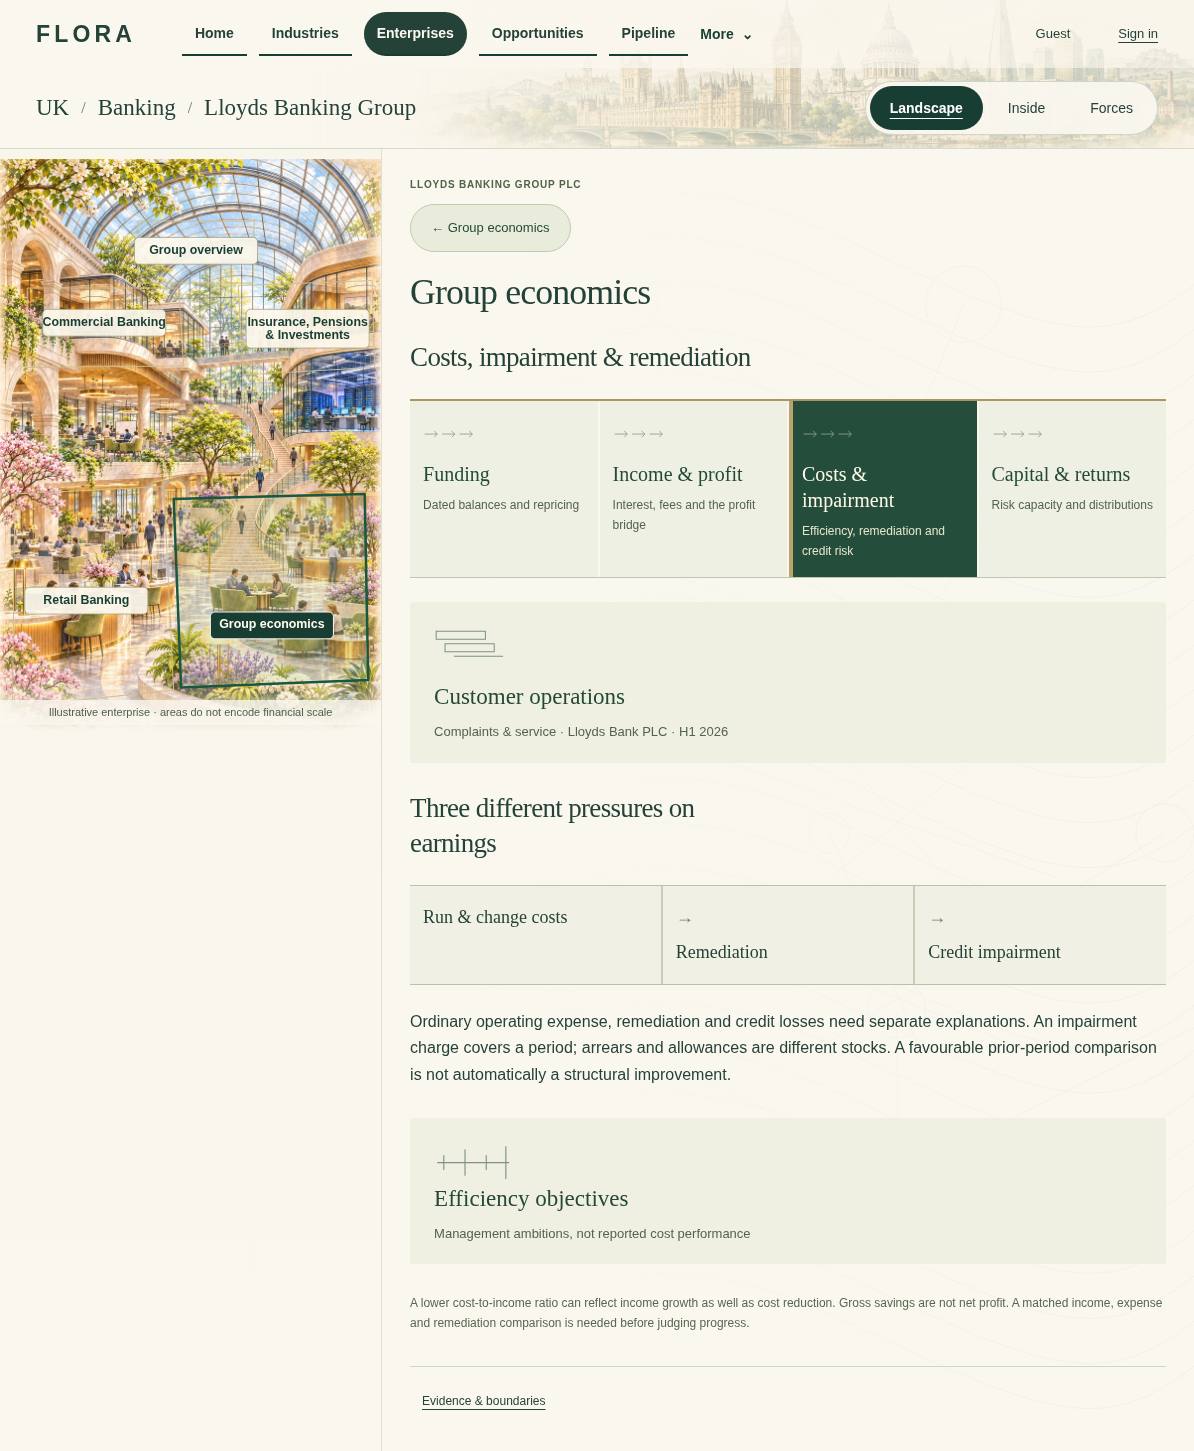 FLORA
Home
Industries
Enterprises
Opportunities
Pipeline
More ⌄
Guest
Sign in
UK / Banking / Lloyds Banking Group
Landscape
Inside
Forces
Group overview
Commercial Banking
Insurance, Pensions
& Investments
Retail Banking
Group economics
Illustrative enterprise · areas do not encode financial scale
LLOYDS BANKING GROUP PLC
← Group economics
Group economics
Costs, impairment & remediation
→→→
Funding
Dated balances and repricing
→→→
Income & profit
Interest, fees and the profit
bridge
→→→
Costs &
impairment
Efficiency, remediation and
credit risk
→→→
Capital & returns
Risk capacity and distributions
Customer operations
Complaints & service · Lloyds Bank PLC · H1 2026
Three different pressures on
earnings
Run & change costs
→
Remediation
→
Credit impairment
Ordinary operating expense, remediation and credit losses need separate explanations. An impairment
charge covers a period; arrears and allowances are different stocks. A favourable prior-period comparison
is not automatically a structural improvement.
Efficiency objectives
Management ambitions, not reported cost performance
A lower cost-to-income ratio can reflect income growth as well as cost reduction. Gross savings are not net profit. A matched income, expense
and remediation comparison is needed before judging progress.
Evidence & boundaries